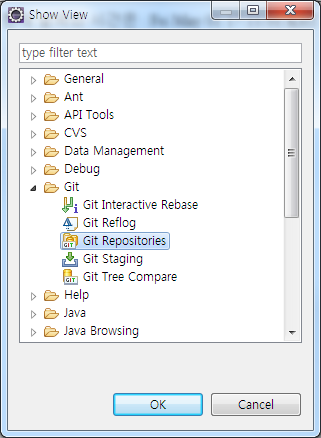 Show View
type filter text
General
Ant
API Tools
CVS
Data Management
Debug
Git
Git Interactive Rebase
Git Reflog
Git Repositories
Git Staging
Git Tree Compare
Help
Java
Java Browsing
OK Cancel